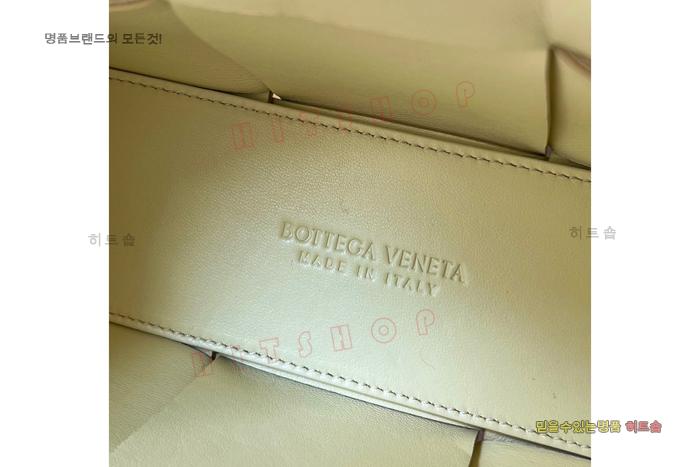 명품브랜드의 모든것!
HITSHOP
히트숍
히트숍
BOTTEGA VENETA
MADE IN ITALY
HITSHOP
믿을수있는명품 히트숍